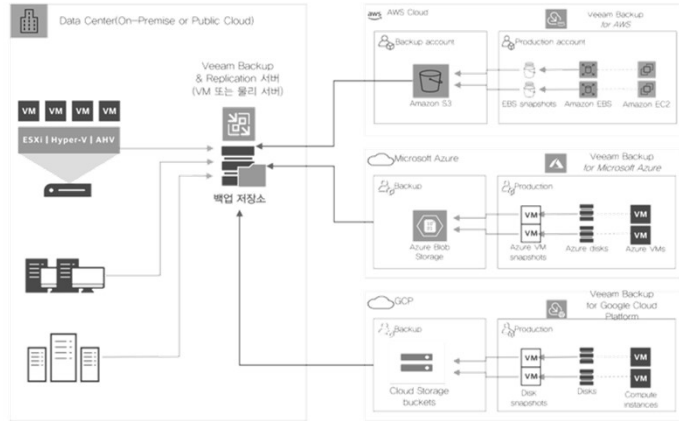 Data Center(On-Premise or Public Cloud)
Veeam Backup
& Replication 서버
(VM 또는 물리 서버)
VM VM VM VM
ESXi | Hyper-V | AHV
백업 저장소
aws
AWS Cloud
Veeam Backup
for AWS
Backup account
Production account
Amazon S3
EBS snapshots
Amazon EBS
Amazon EC2
Microsoft Azure
Veeam Backup
for Microsoft Azure
Backup
Production
VM
VM
VM
VM
Azure Blob
Storage
Azure VM
snapshots
Azure disks
Azure VMs
GCP
Veeam Backup
for Google Cloud
Platform
Backup
Production
VM
VM
VM
VM
Cloud Storage
buckets
Disk
snapshots
Disks
Compute
instances